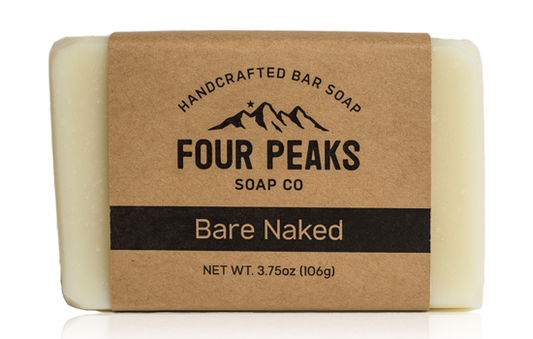 HANDCRAFTED BAR SOAP
FOUR PEAKS
SOAP CO
Bare Naked
NET WT. 3.75oz (106g)